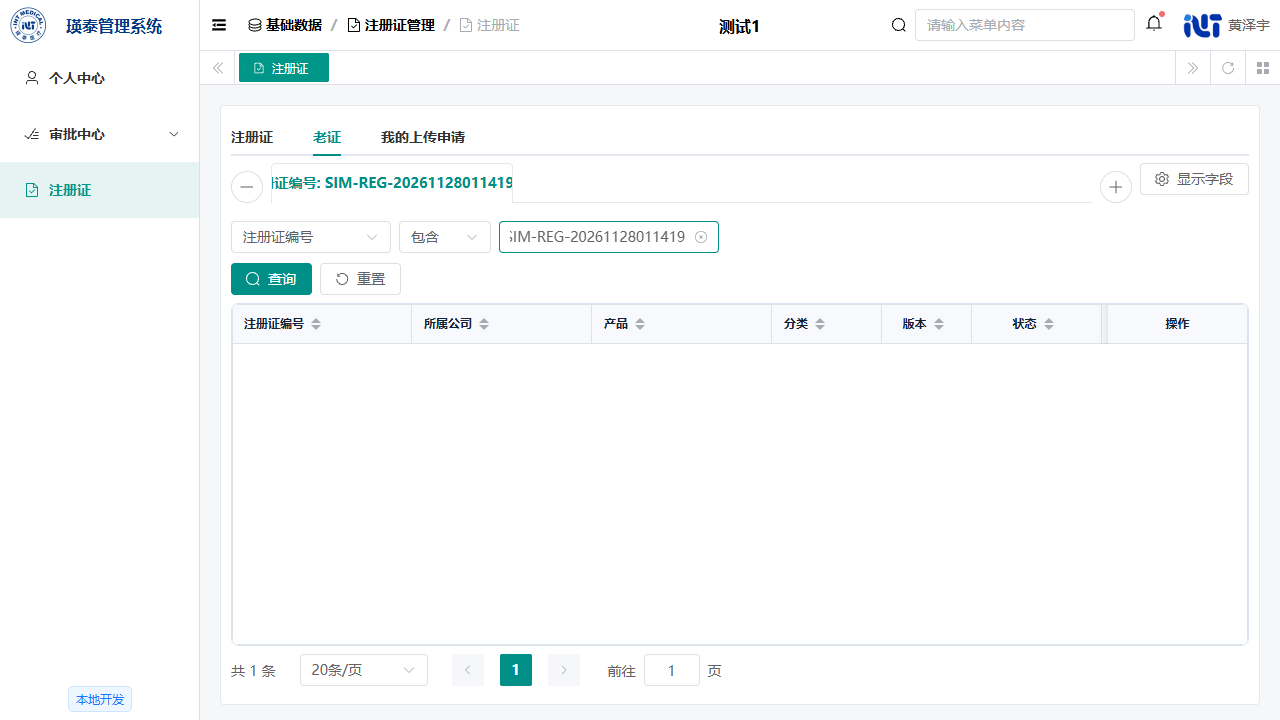 瑛泰管理系统
基础数据 / 注册证管理 / 注册证
测试1
请输入菜单内容
黄泽宇
个人中心
审批中心
注册证
注册证
注册证
老证
我的上传申请
证编号: SIM-REG-20261128011419
显示字段
注册证编号
包含
SIM-REG-20261128011419
查询
重置
注册证编号
所属公司
产品
分类
版本
状态
操作
共 1 条
20条/页
1
前往
1
页
本地开发